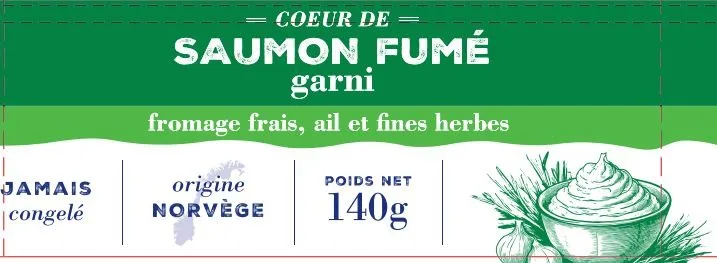 COEUR DE
SAUMON FUMÉ
garni
fromage frais, ail et fines herbes
JAMAIS
congelé
origine
NORVÈGE
POIDS NET
140g